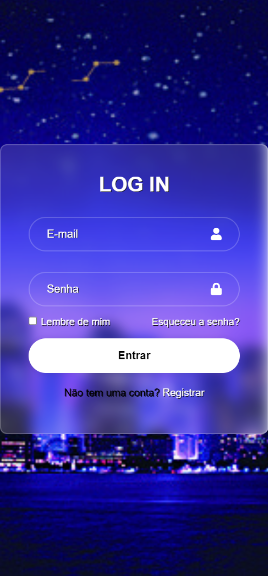 LOG IN
E-mail
Senha
Lembre de mim Esqueceu a senha?
Entrar
Não tem uma conta? Registrar